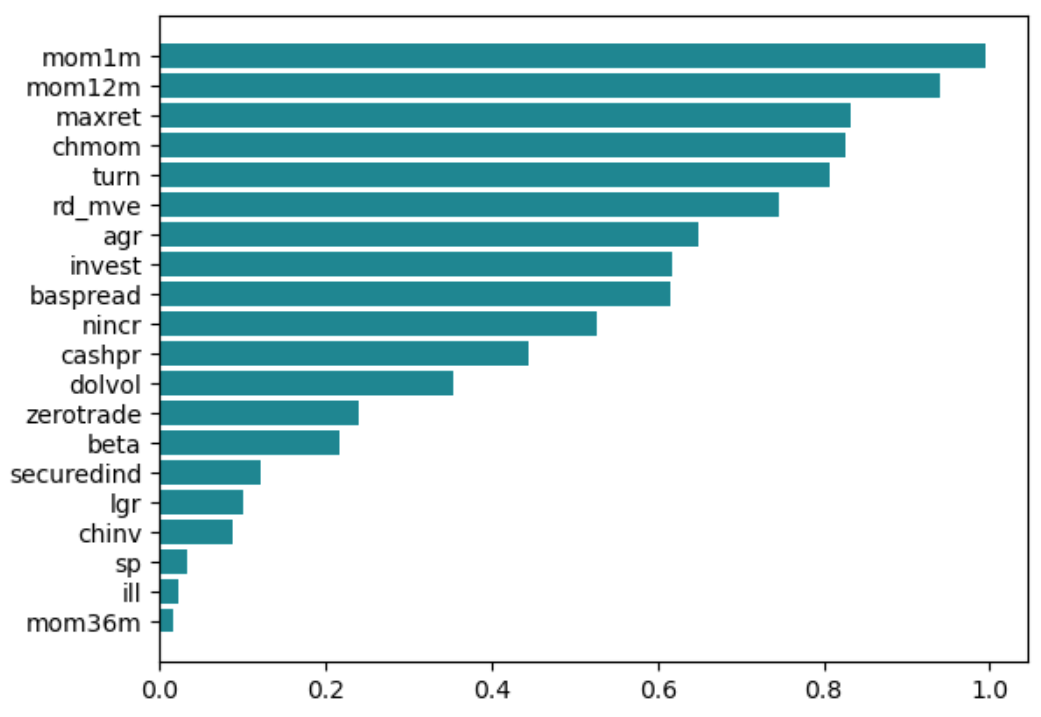 mom1m
mom12m
maxret
chmom
turn
rd_mve
agr
invest
baspread
nincr
cashpr
dolvol
zerotrade
beta
securedind
lgr
chinv
sp
ill
mom36m
0.0 0.2 0.4 0.6 0.8 1.0